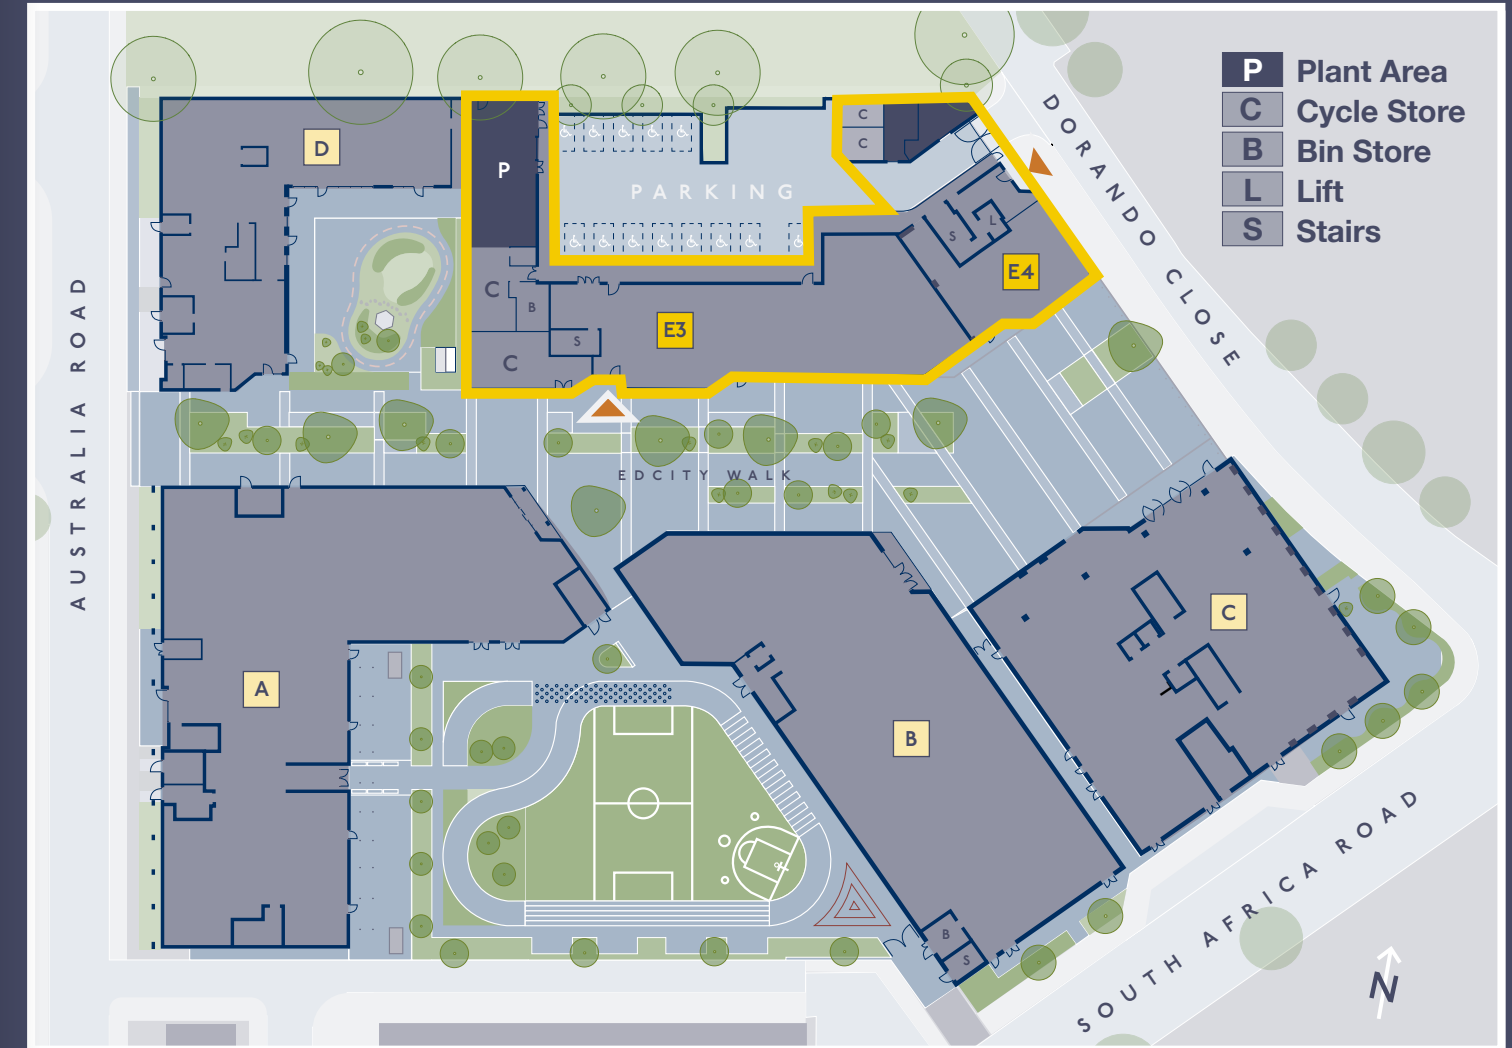 P Plant Area
C Cycle Store
B Bin Store
L Lift
S Stairs
D
P
PARKING
C
C
L
S
E4
DORANDO CLOSE
C
B
E3
S
C
AUSTRALIA ROAD
EDCITY WALK
A
B
C
B
S
SOUTH AFRICA ROAD
N